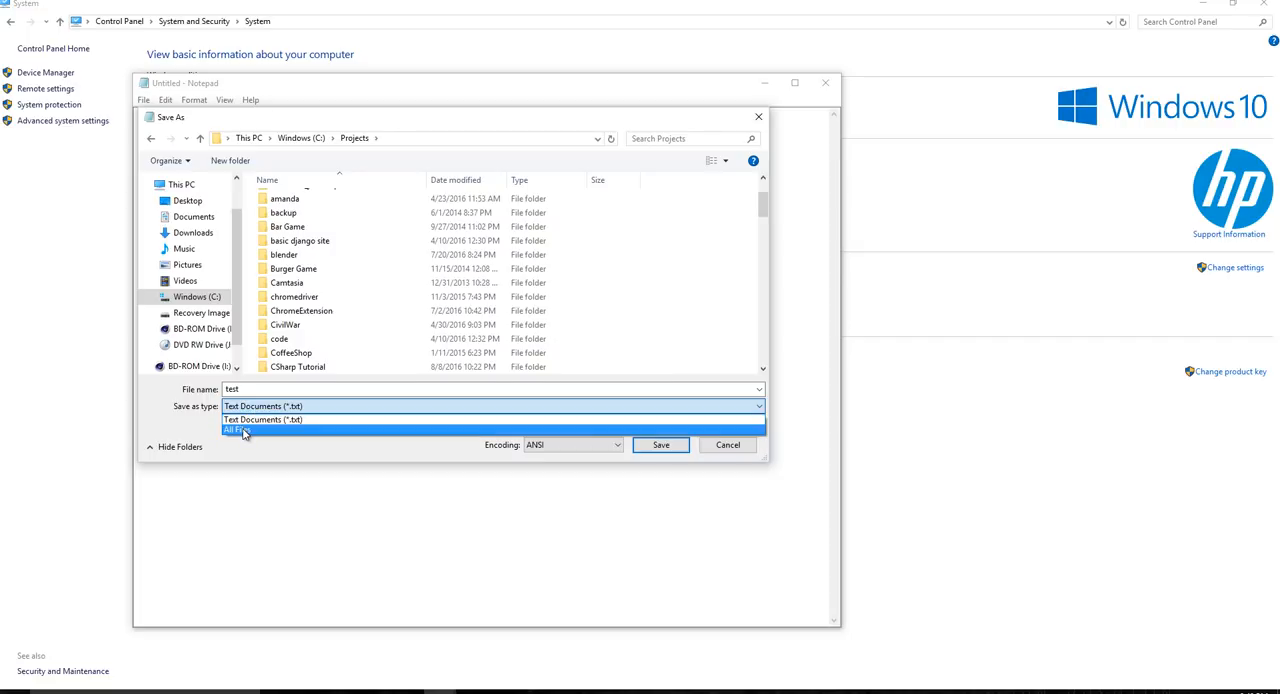 System
Control Panel > System and Security > System
Search Control Panel
Control Panel Home
Device Manager
Remote settings
System protection
Advanced system settings
View basic information about your computer
Windows 10
hp
Support Information
Change settings
Change product key
Untitled - Notepad
File Edit Format View Help
Save As
This PC > Windows (C:) > Projects >
Search Projects
Organize New folder
This PC
Desktop
Documents
Downloads
Music
Pictures
Videos
Windows (C:)
Recovery Image
BD-ROM Drive (
DVD RW Drive (
BD-ROM Drive (I:)
Name Date modified Type Size
amanda 4/23/2016 11:53 AM File folder
backup 6/1/2014 8:37 PM File folder
Bar Game 9/27/2014 11:02 PM File folder
basic django site 4/10/2016 12:30 PM File folder
blender 7/20/2016 8:24 PM File folder
Burger Game 11/15/2014 12:08 ... File folder
Camtasia 12/31/2013 10:28 ... File folder
chromedriver 11/3/2015 7:43 PM File folder
ChromeExtension 7/2/2016 10:42 PM File folder
CivilWar 4/30/2016 9:03 PM File folder
code 4/10/2016 12:32 PM File folder
CoffeeShop 1/11/2015 6:23 PM File folder
CSharp Tutorial 8/8/2016 10:22 PM File folder
File name: test
Save as type: Text Documents (*.txt)
Text Documents (*.txt)
All Files
Hide Folders
Encoding: ANSI
Save
Cancel
See also
Security and Maintenance